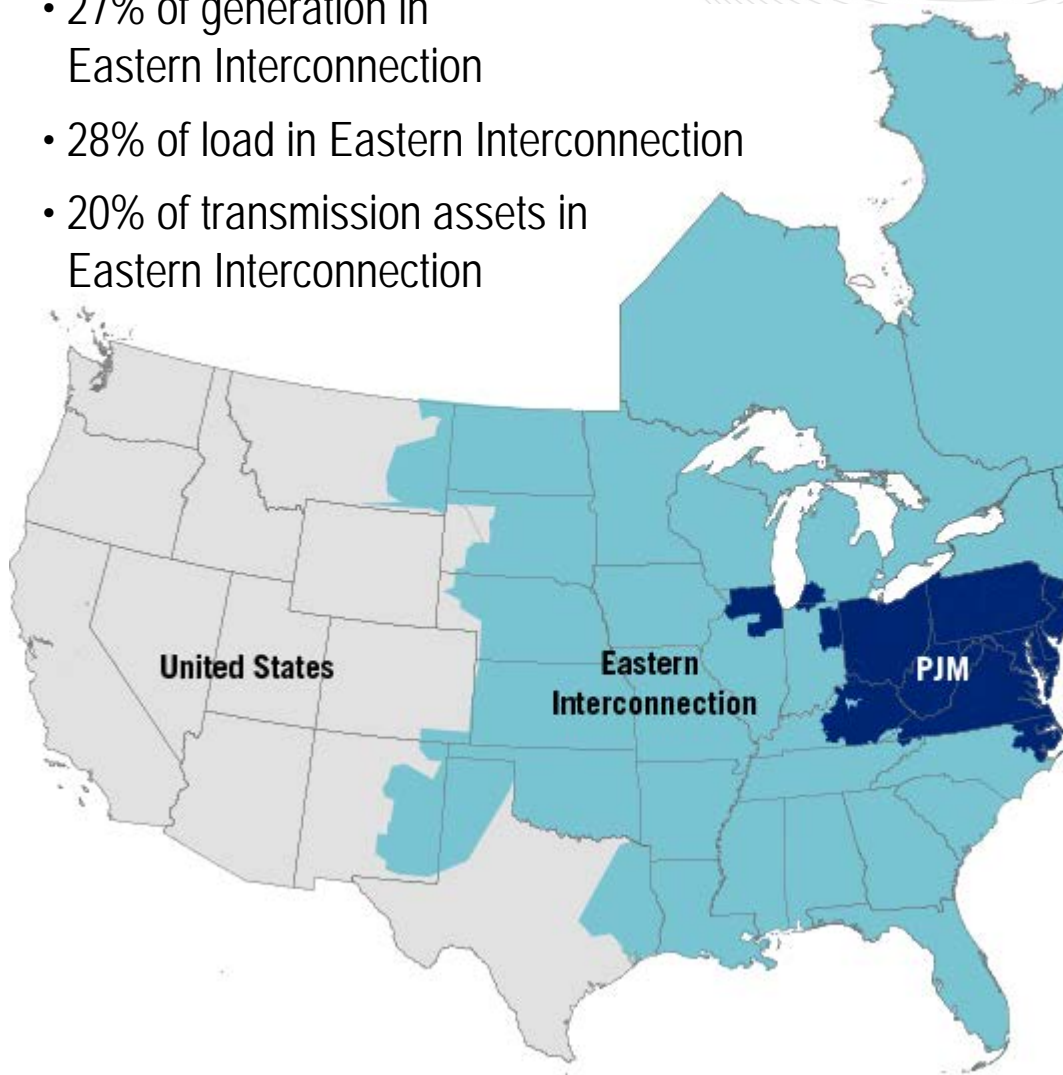 • 27% of generation in
Eastern Interconnection
• 28% of load in Eastern Interconnection
• 20% of transmission assets in
Eastern Interconnection
United States
Eastern
Interconnection
PJM